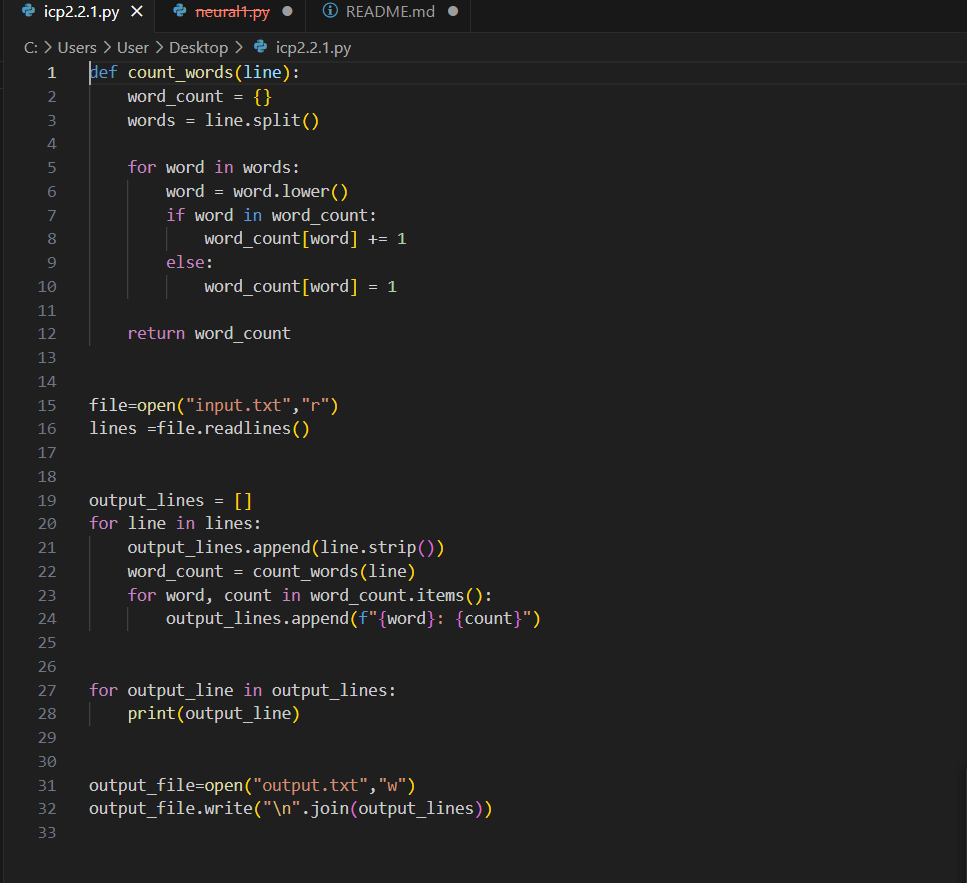 icp2.2.1.py neural1.py README.md
C: > Users > User > Desktop > icp2.2.1.py
1 def count_words(line):
2     word_count = {}
3     words = line.split()
4
5     for word in words:
6         word = word.lower()
7         if word in word_count:
8             word_count[word] += 1
9         else:
10             word_count[word] = 1
11
12     return word_count
13
14
15 file=open("input.txt","r")
16 lines =file.readlines()
17
18
19 output_lines = []
20 for line in lines:
21     output_lines.append(line.strip())
22     word_count = count_words(line)
23     for word, count in word_count.items():
24         output_lines.append(f"{word}: {count}")
25
26
27 for output_line in output_lines:
28     print(output_line)
29
30
31 output_file=open("output.txt","w")
32 output_file.write("\n".join(output_lines))
33